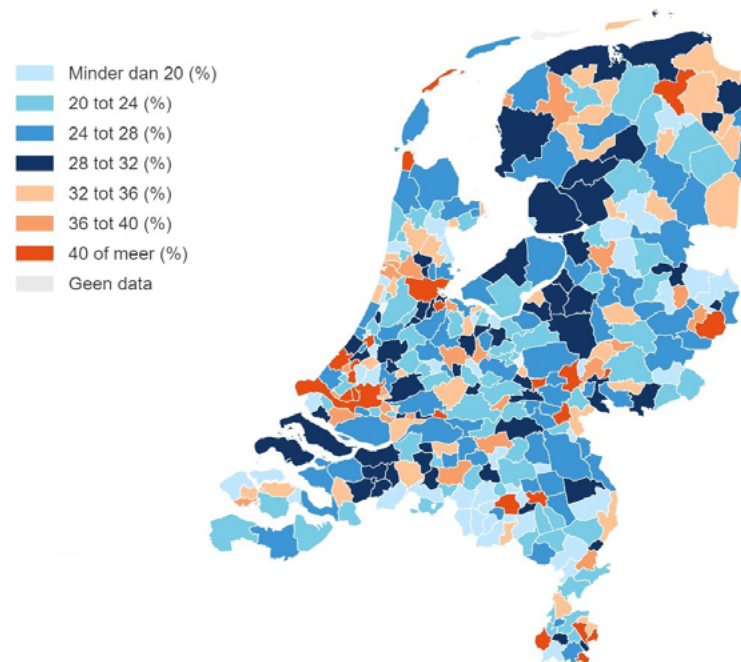 Minder dan 20 (%)
20 tot 24 (%)
24 tot 28 (%)
28 tot 32 (%)
32 tot 36 (%)
36 tot 40 (%)
40 of meer (%)
Geen data